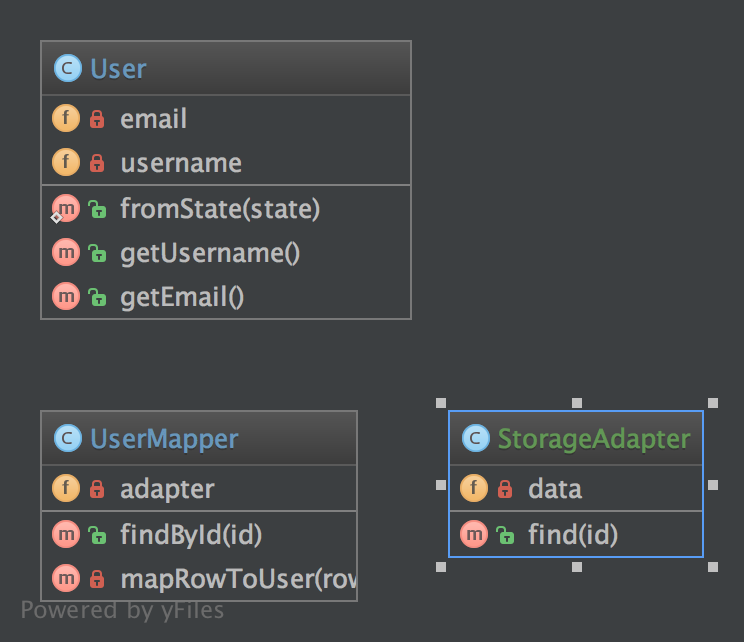 C User
f email
f username
m fromState(state)
m getUsername()
m getEmail()
C UserMapper
f adapter
m findById(id)
m mapRowToUser(row
C StorageAdapter
f data
m find(id)
Powered by yFiles